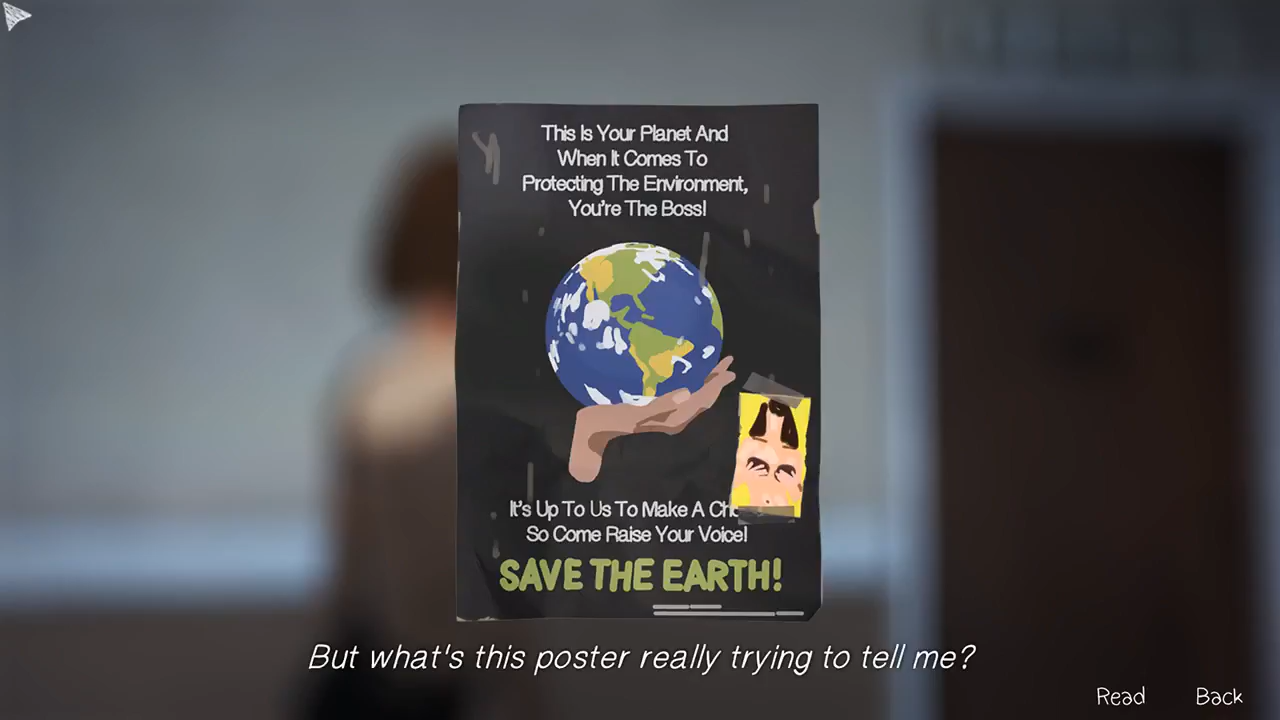 This Is Your Planet And
When It Comes To
Protecting The Environment,
You're The Boss!
It's Up To Us To Make A
So Come Raise Your Voice!
SAVE THE EARTH!
But what's this poster really trying to tell me?
Read
Back